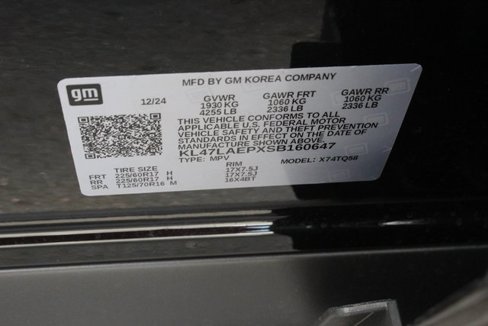 gm
MFD BY GM KOREA COMPANY
12/24 GVWR GAWR FRT GAWR RR
1930 KG 1060 KG 1060 KG
4255 LB 2336 LB 2336 LB
THIS VEHICLE CONFORMS TO ALL
APPLICABLE U.S. FEDERAL MOTOR
VEHICLE SAFETY AND THEFT PREVENTION
STANDARDS IN EFFECT ON THE DATE OF
MANUFACTURE SHOWN ABOVE
KL47LAEPXSB160647
TYPE: MPV MODEL: X74TQ58
TIRE SIZE RIM
FRT 225/60R17 H 17X7.5J
RR 225/60R17 H 17X7.5J
SPA T125/70R16 M 16X4BT